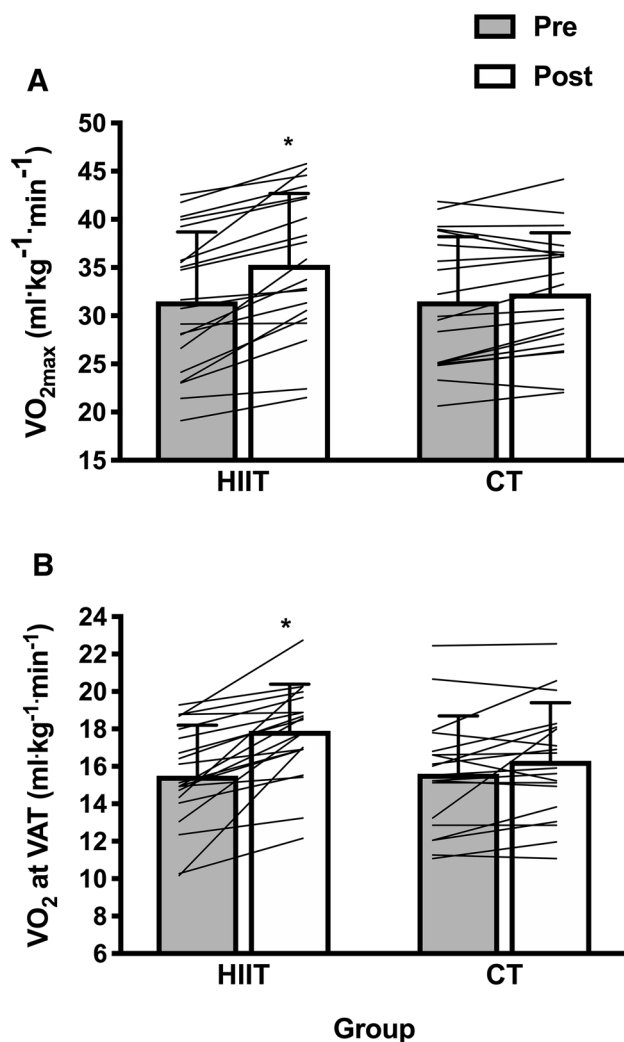 Pre
Post
A
VO₂max (ml·kg⁻¹·min⁻¹)
50
45
40
35
30
25
20
15
*
HIIT
CT
B
VO₂ at VAT (ml·kg⁻¹·min⁻¹)
24
22
20
18
16
14
12
10
8
6
*
HIIT
CT
Group